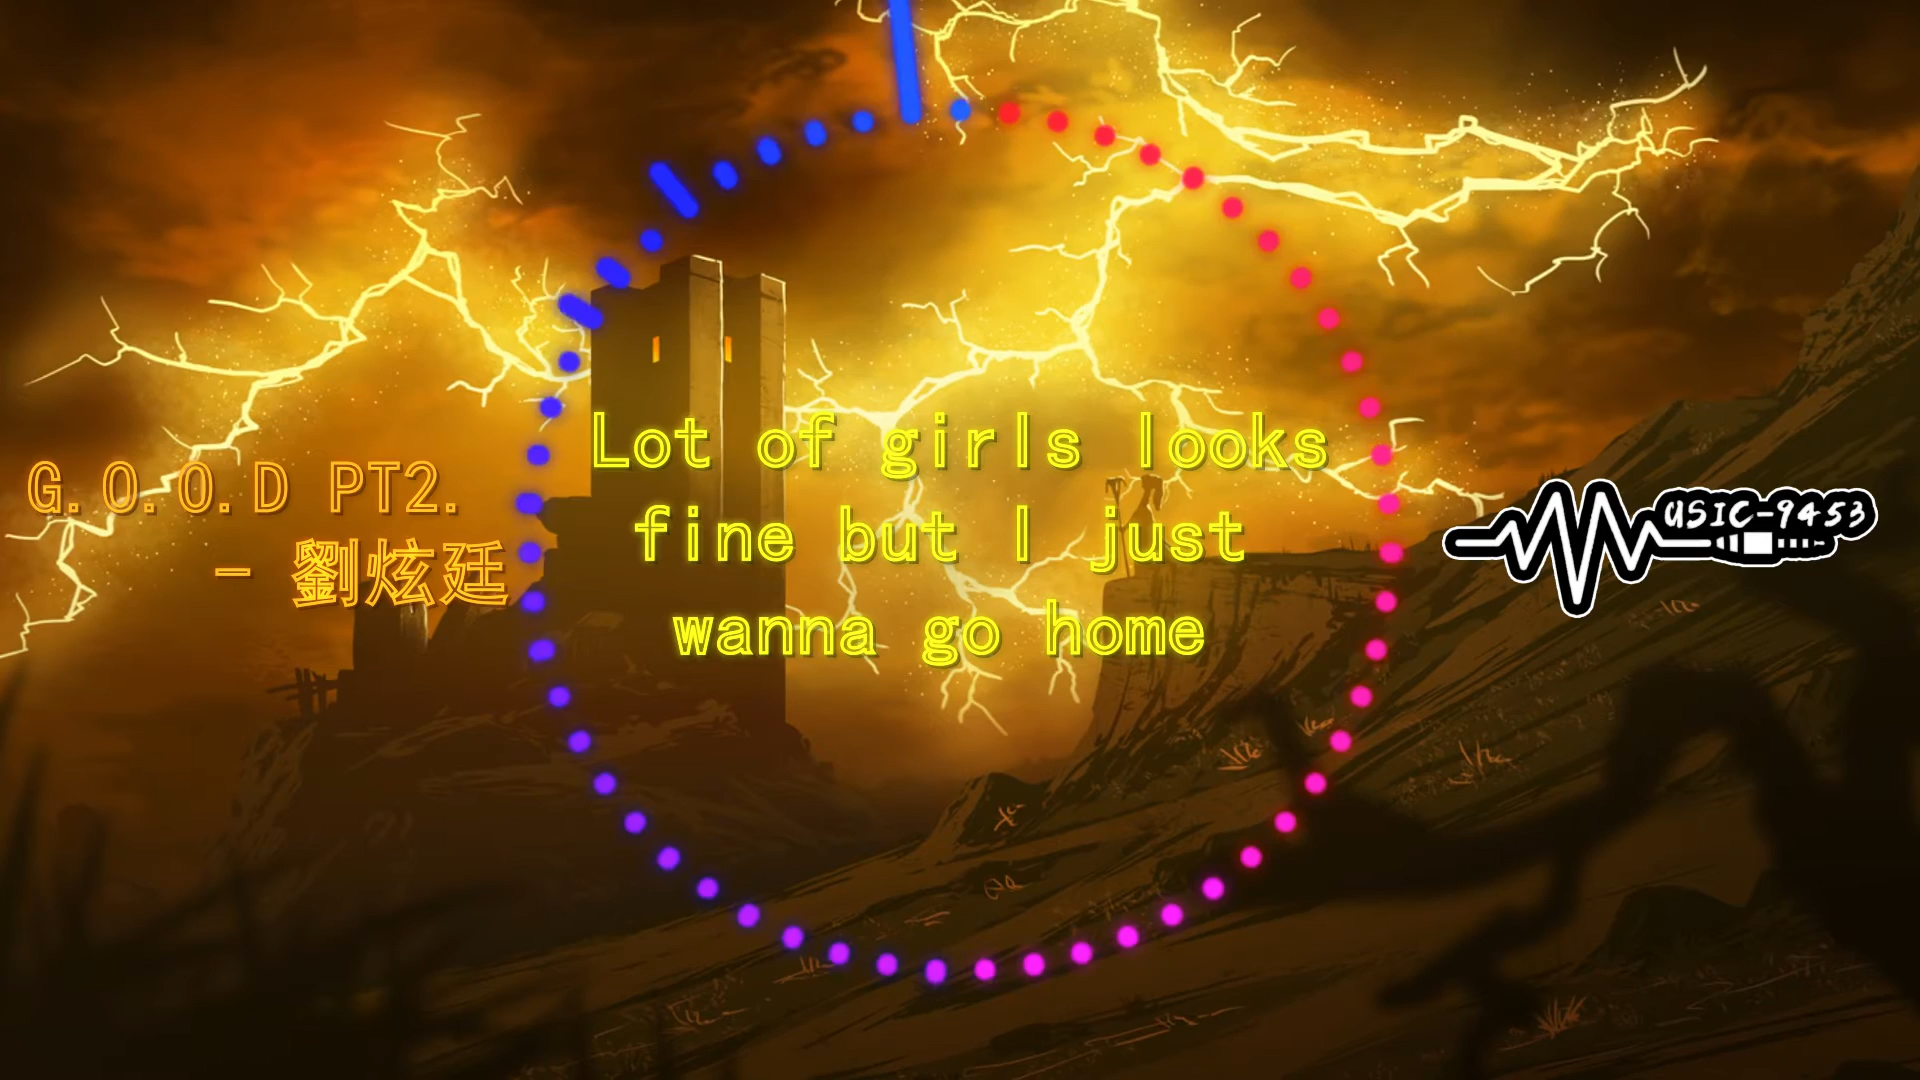 G.O.O.D PT2.
- 劉炫廷
Lot of girls looks
fine but I just
wanna go home
USIC-9453